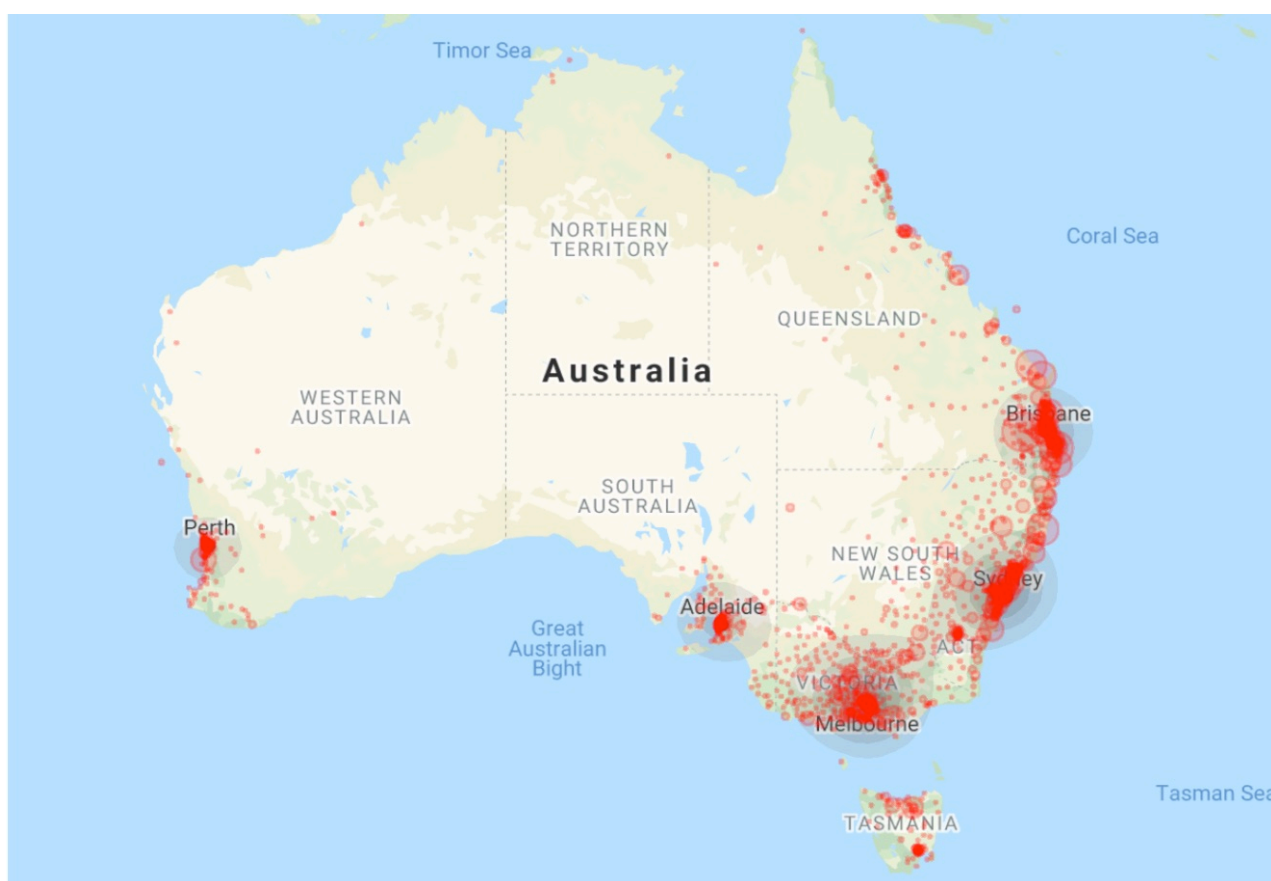 Timor Sea
NORTHERN
TERRITORY
Coral Sea
QUEENSLAND
Australia
WESTERN
AUSTRALIA
Brisbane
SOUTH
AUSTRALIA
Perth
NEW SOUTH
WALES
Sydney
Adelaide
Great
Australian
Bight
ACT
VICTORIA
Melbourne
Tasman Sea
TASMANIA